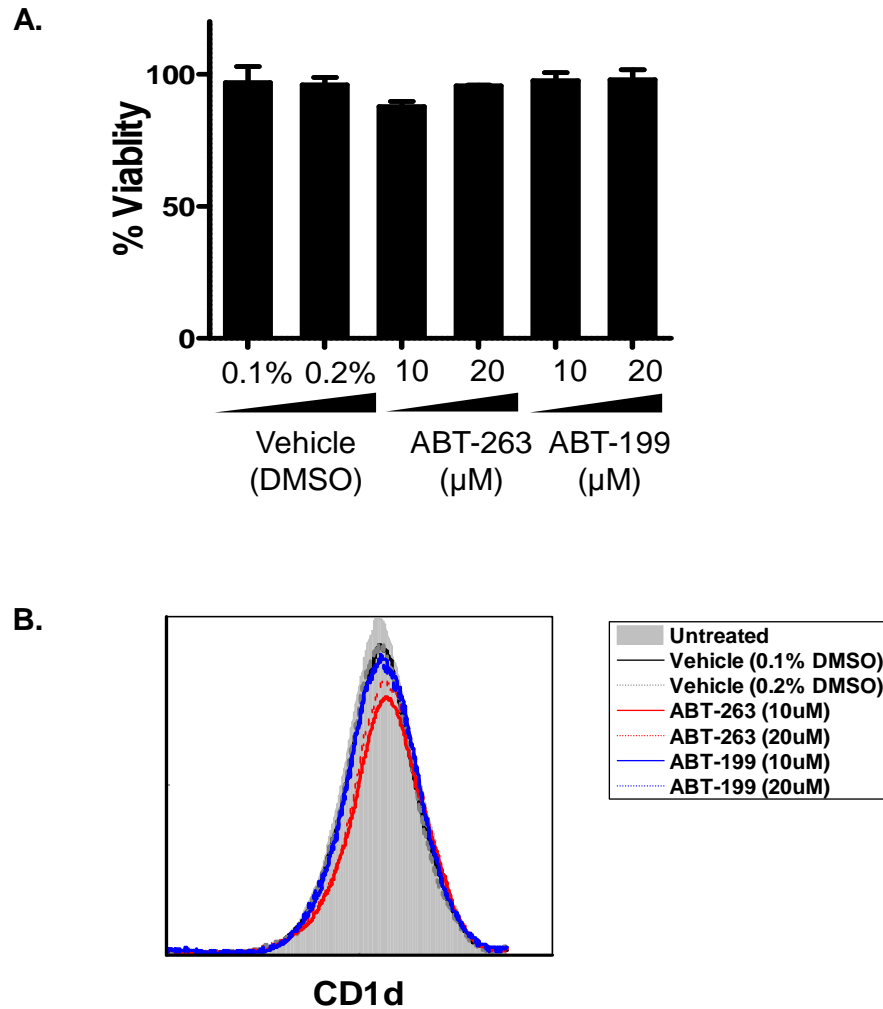 A.
% Viablity
100
50
0
0.1% 0.2% 10 20 10 20
Vehicle ABT-263 ABT-199
(DMSO) (µM) (µM)
B.
Untreated
Vehicle (0.1% DMSO)
Vehicle (0.2% DMSO)
ABT-263 (10uM)
ABT-263 (20uM)
ABT-199 (10uM)
ABT-199 (20uM)
CD1d